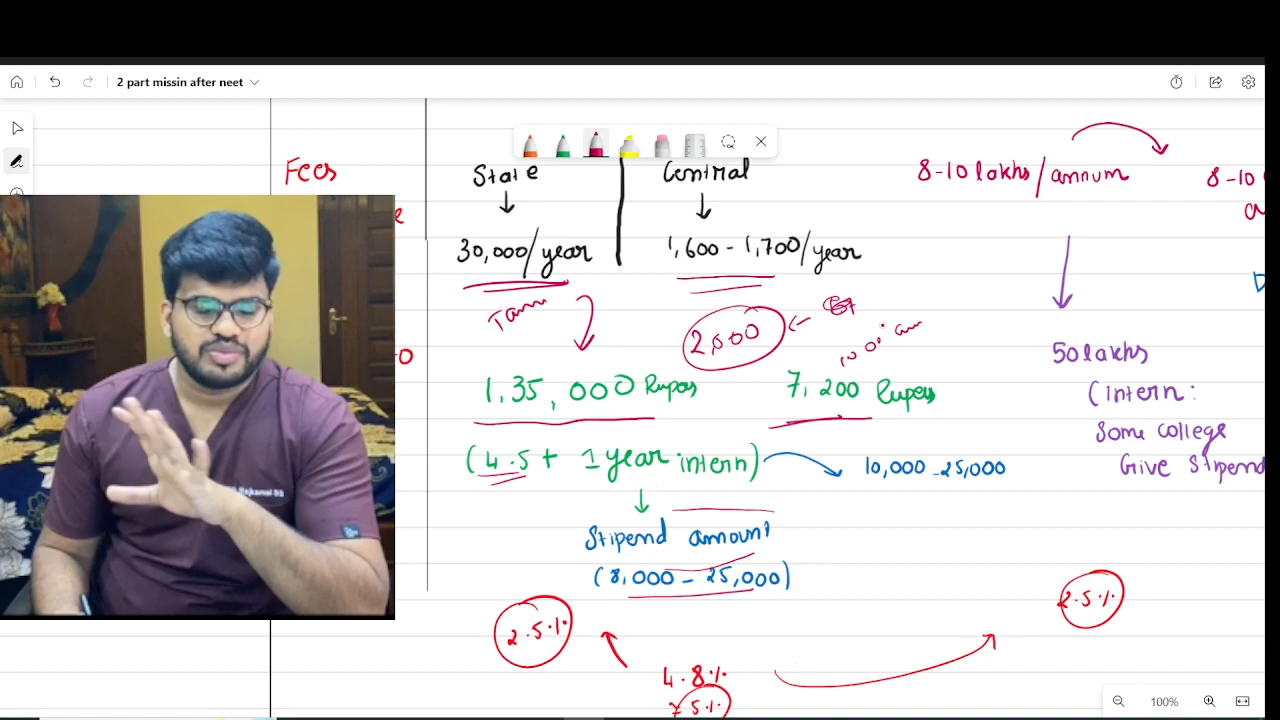 2 part missin after neet
Fees
State
Central
8-10 lakhs/annum
8-10
30,000/year
1,600 - 1,700/year
2,500
50 lakhs
1,35,000 Rupees
7,200 Rupees
(intern:
Some college
Give Stipend
(4.5 + 1 year intern)
10,000 - 25,000
Stipend amount
(8,000 - 25,000)
2.5%
2.5%
4.8%
100%